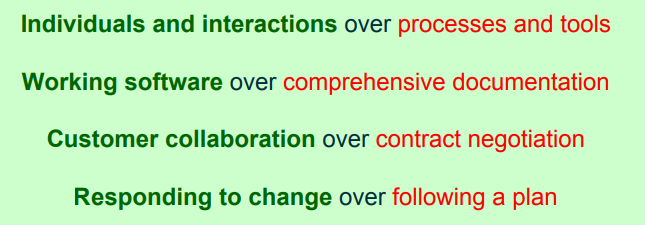 Individuals and interactions over processes and tools
Working software over comprehensive documentation
Customer collaboration over contract negotiation
Responding to change over following a plan